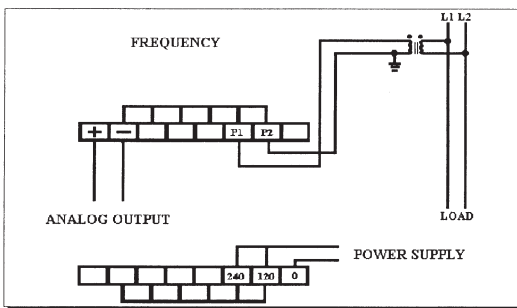 L1 L2
FREQUENCY
+ − P1 P2
ANALOG OUTPUT
LOAD
POWER SUPPLY
240 120 0